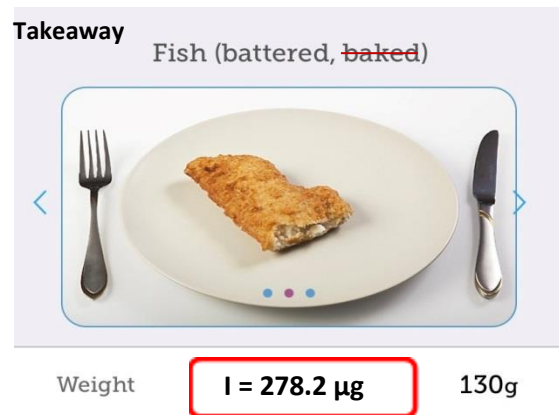 Takeaway
Fish (battered, baked)
Weight I = 278.2 µg 130g